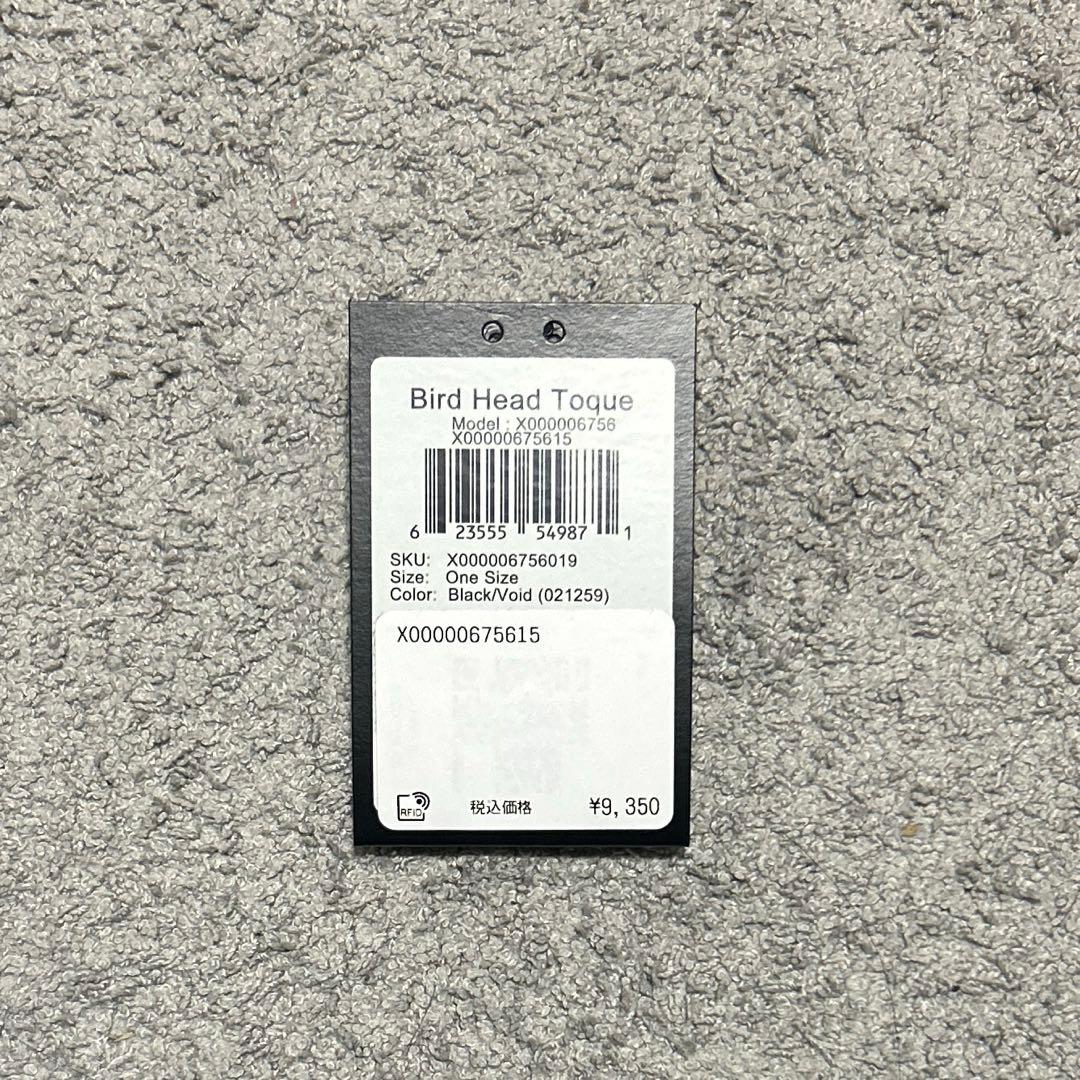 Bird Head Toque
Model : X000006756
X00000675615
6 23555 54987 1
SKU: X000006756019
Size: One Size
Color: Black/Void (021259)
X00000675615
RFID 税込価格 ¥9,350